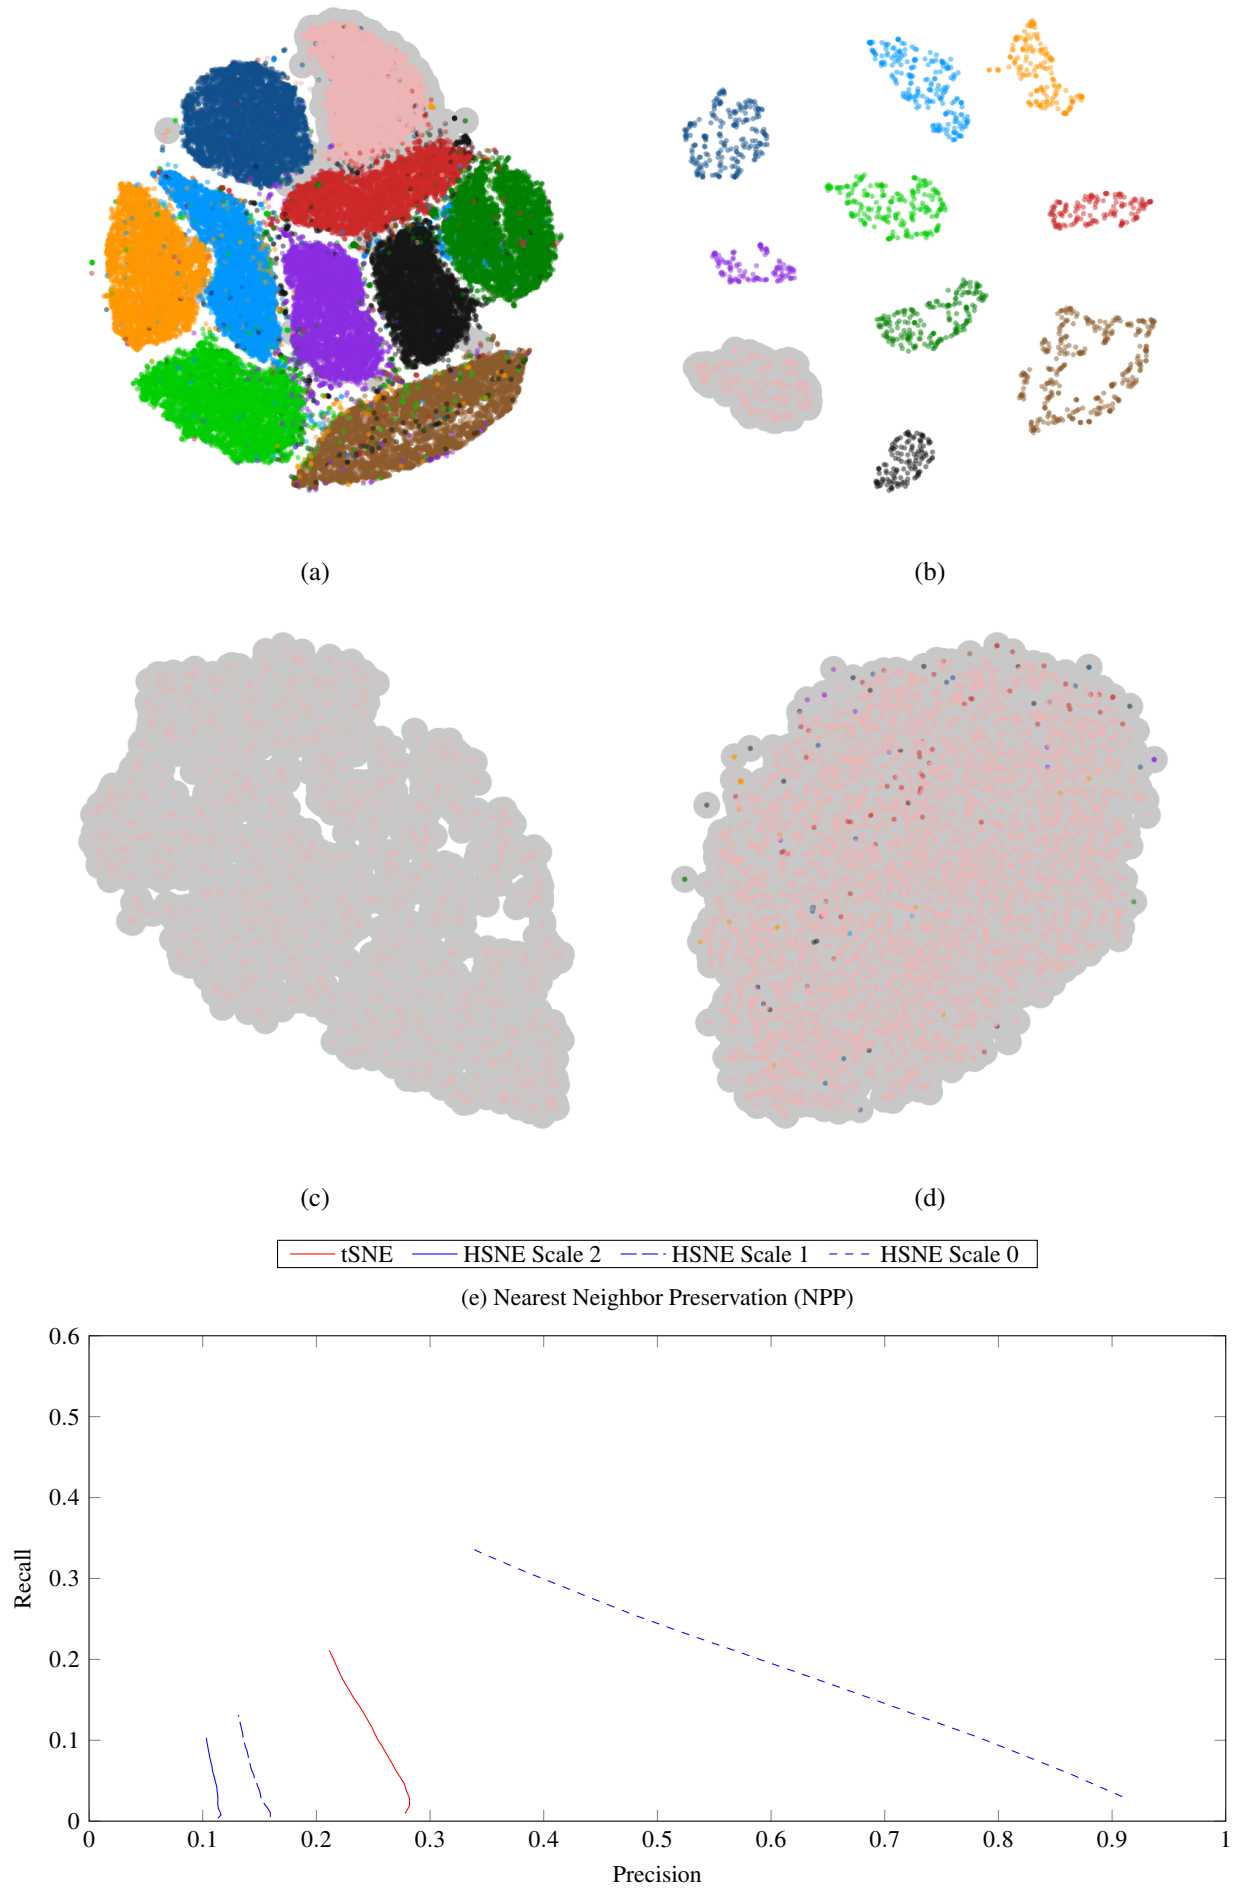 (a) (b)
(c) (d)
tSNE HSNE Scale 2 HSNE Scale 1 HSNE Scale 0
(e) Nearest Neighbor Preservation (NPP)
0.6
0.5
0.4
0.3
0.2
0.1
0
Recall
0 0.1 0.2 0.3 0.4 0.5 0.6 0.7 0.8 0.9 1
Precision